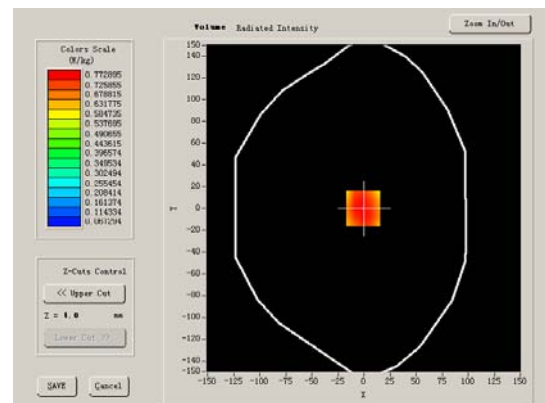 Volume Radiated Intensity
Zoom In/Out
Colors Scale
(W/kg)
0.772895
0.725855
0.678815
0.631775
0.584735
0.537695
0.490655
0.443615
0.396574
0.349534
0.302494
0.255454
0.208414
0.161374
0.114334
0.067294
Z-Cuts Control
<< Upper Cut
Z = 4.0 mm
Lower Cut >>
SAVE
Cancel
150
140
120
100
80
60
40
20
0
-20
-40
-60
-80
-100
-120
-140
-150
Y
-150 -125 -100 -75 -50 -25 0 25 50 75 100 125 150
X